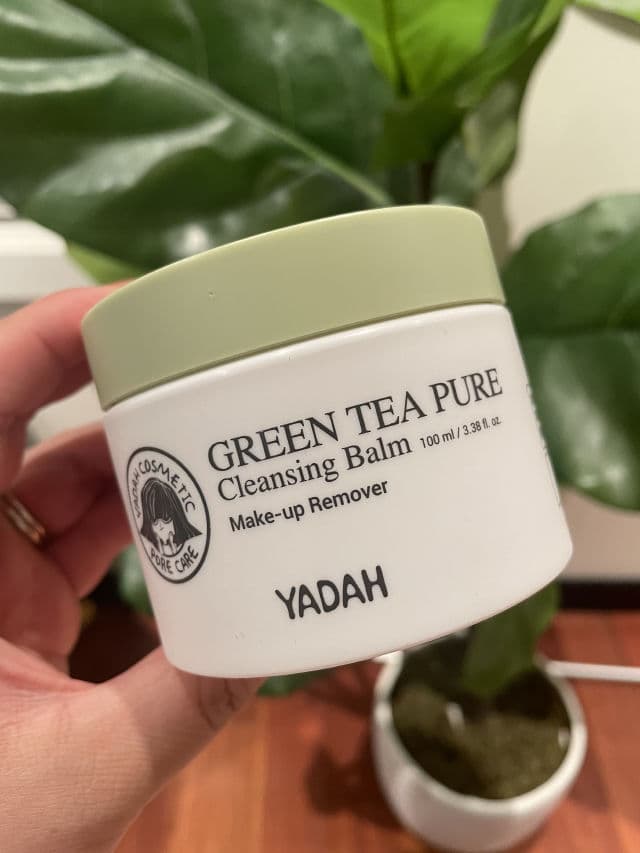 YADAH COSMETIC
PORE CARE
GREEN TEA PURE
Cleansing Balm 100 ml / 3.38 fl. oz.
Make-up Remover
YADAH